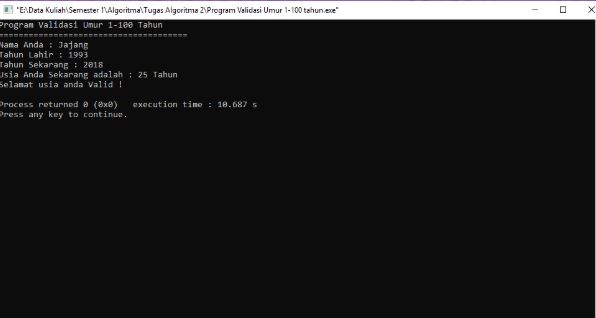 "E:\Data Kuliah\Semester 1\Algoritma\Tugas Algoritma 2\Program Validasi Umur 1-100 tahun.exe"
Program Validasi Umur 1-100 Tahun
======================================
Nama Anda : Jajang
Tahun Lahir : 1993
Tahun Sekarang : 2018
Usia Anda Sekarang adalah : 25 Tahun
Selamat usia anda Valid !
Process returned 0 (0x0)   execution time : 10.687 s
Press any key to continue.